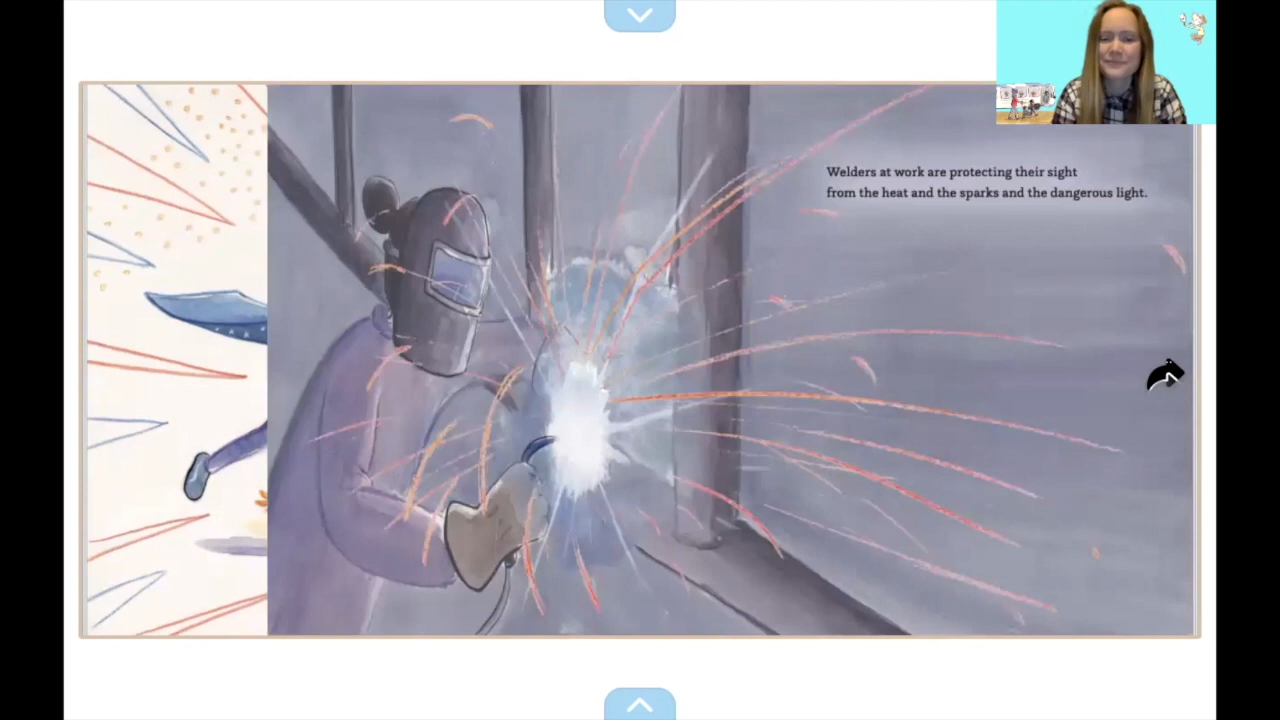 Welders at work are protecting their sight
from the heat and the sparks and the dangerous light.